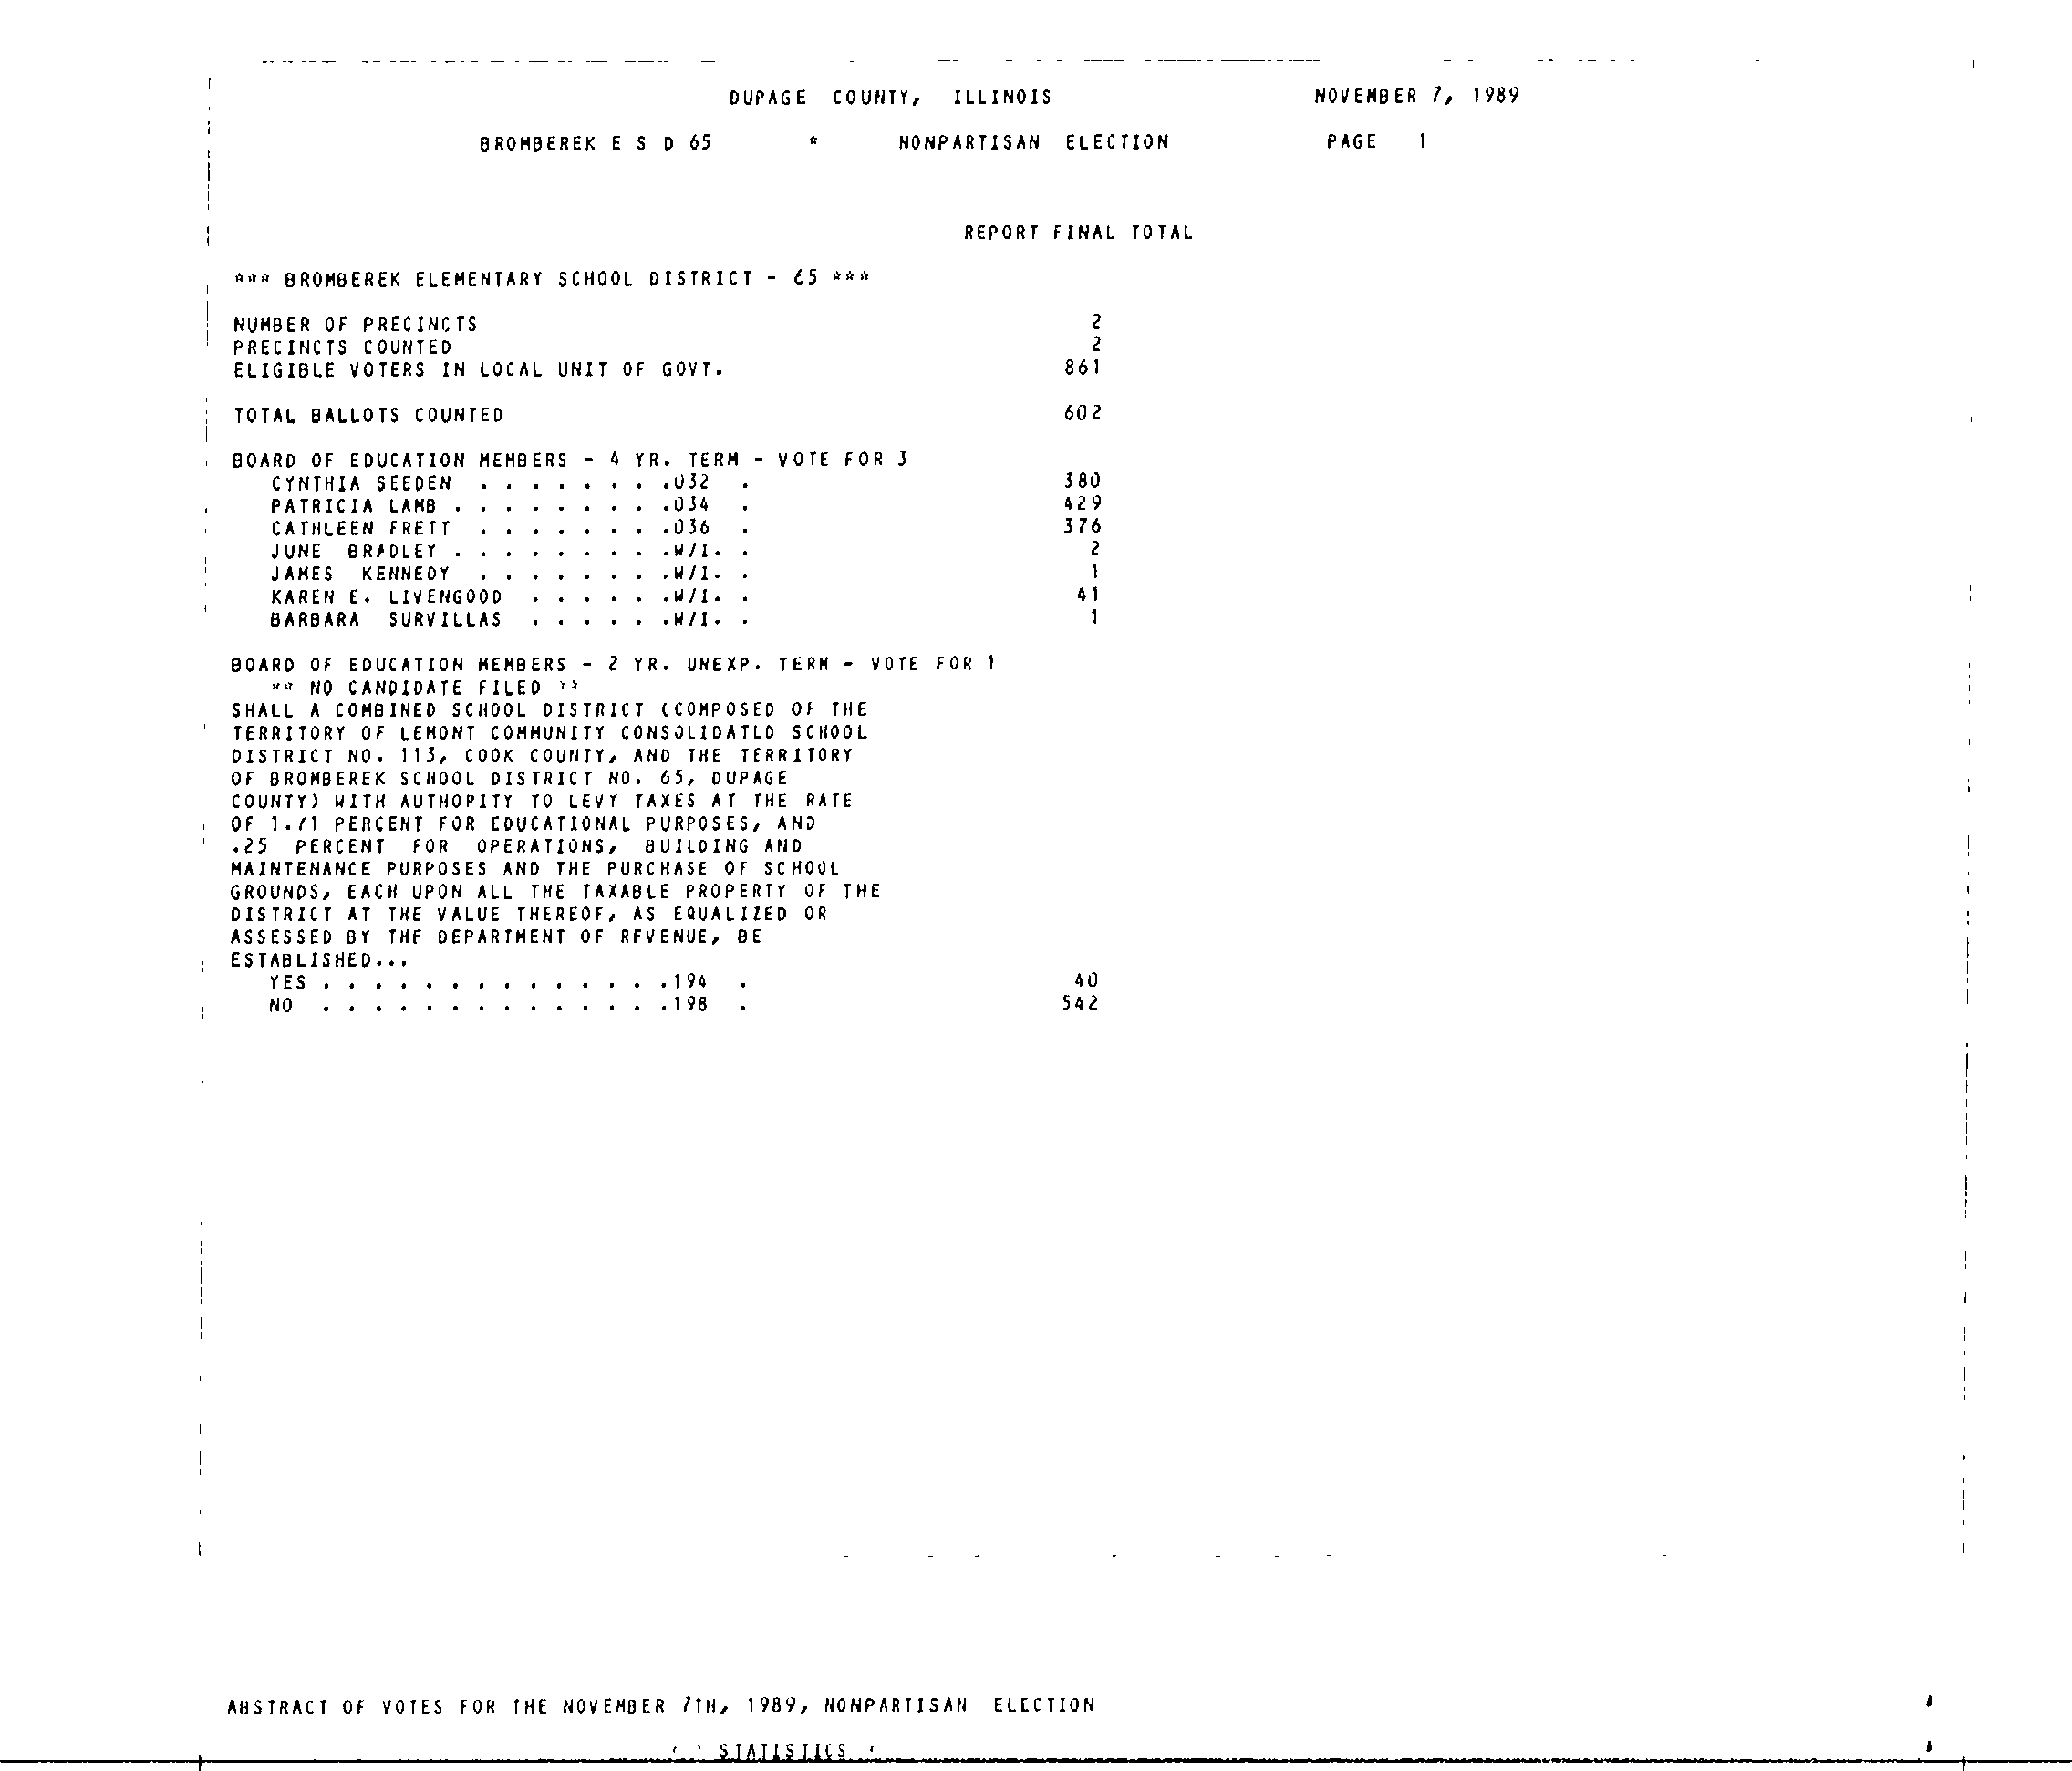 DUPAGE COUNTY, ILLINOIS NOVEMBER 7, 1989
BROMBEREK E S D 65 * NONPARTISAN ELECTION PAGE 1
REPORT FINAL TOTAL
*** BROMBEREK ELEMENTARY SCHOOL DISTRICT - 65 ***
NUMBER OF PRECINCTS 2
PRECINCTS COUNTED 2
ELIGIBLE VOTERS IN LOCAL UNIT OF GOVT. 861
TOTAL BALLOTS COUNTED 602
BOARD OF EDUCATION MEMBERS - 4 YR. TERM - VOTE FOR 3
CYNTHIA SEEDEN . . . . . . . .032 . 380
PATRICIA LAMB . . . . . . . . .034 . 429
CATHLEEN FRETT . . . . . . . .036 . 376
JUNE BRADLEY . . . . . . . . .W/I. . 2
JAMES KENNEDY . . . . . . . .W/I. . 1
KAREN E. LIVENGOOD . . . . . .W/I. . 41
BARBARA SURVILLAS . . . . . .W/I. . 1
BOARD OF EDUCATION MEMBERS - 2 YR. UNEXP. TERM - VOTE FOR 1
** NO CANDIDATE FILED **
SHALL A COMBINED SCHOOL DISTRICT (COMPOSED OF THE
TERRITORY OF LEMONT COMMUNITY CONSOLIDATED SCHOOL
DISTRICT NO. 113, COOK COUNTY, AND THE TERRITORY
OF BROMBEREK SCHOOL DISTRICT NO. 65, DUPAGE
COUNTY) WITH AUTHORITY TO LEVY TAXES AT THE RATE
OF 1.71 PERCENT FOR EDUCATIONAL PURPOSES, AND
.25 PERCENT FOR OPERATIONS, BUILDING AND
MAINTENANCE PURPOSES AND THE PURCHASE OF SCHOOL
GROUNDS, EACH UPON ALL THE TAXABLE PROPERTY OF THE
DISTRICT AT THE VALUE THEREOF, AS EQUALIZED OR
ASSESSED BY THE DEPARTMENT OF REVENUE, BE
ESTABLISHED...
YES . . . . . . . . . . . . . .194 . 40
NO . . . . . . . . . . . . . .198 . 542
ABSTRACT OF VOTES FOR THE NOVEMBER 7TH, 1989, NONPARTISAN ELECTION
STATISTICS